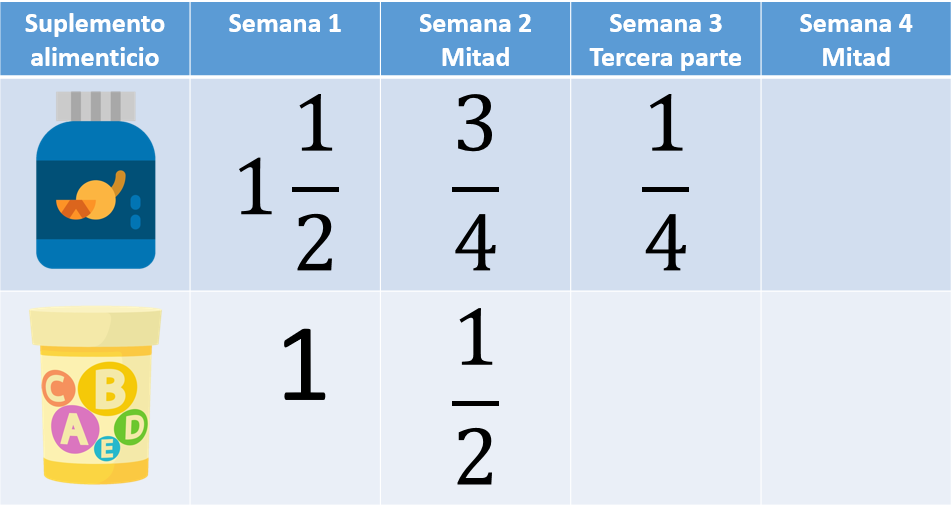 Suplemento alimenticio
Semana 1
Semana 2
Mitad
Semana 3
Tercera parte
Semana 4
Mitad
1 1/2
3/4
1/4
1
1/2
C B
A D
E